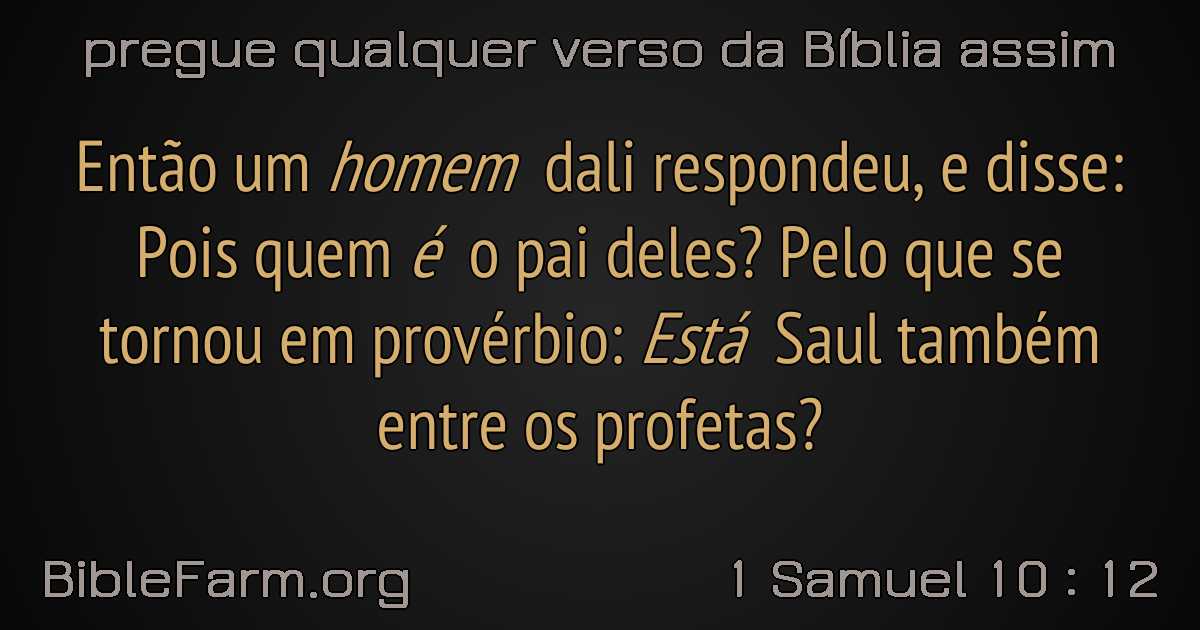 pregue qualquer verso da Bíblia assim
Então um homem dali respondeu, e disse:
Pois quem é o pai deles? Pelo que se
tornou em provérbio: Está Saul também
entre os profetas?
BibleFarm.org
1 Samuel 10 : 12